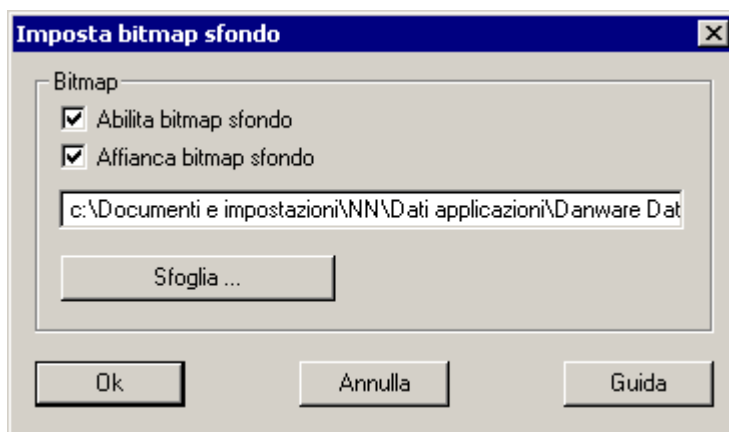 Imposta bitmap sfondo
Bitmap
Abilita bitmap sfondo
Affianca bitmap sfondo
c:\Documenti e impostazioni\NN\Dati applicazioni\Danware Dat
Sfoglia ...
Ok
Annulla
Guida